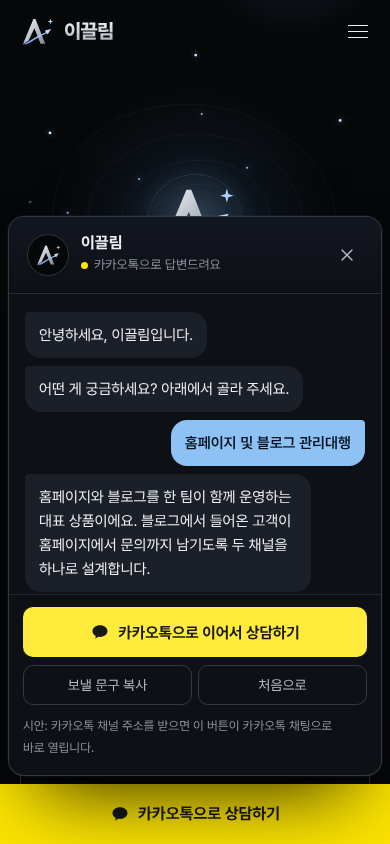 이끌림
이끌림
카카오톡으로 답변드려요
안녕하세요, 이끌림입니다.
어떤 게 궁금하세요? 아래에서 골라 주세요.
홈페이지 및 블로그 관리대행
홈페이지와 블로그를 한 팀이 함께 운영하는
대표 상품이에요. 블로그에서 들어온 고객이
홈페이지에서 문의까지 남기도록 두 채널을
하나로 설계합니다.
카카오톡으로 이어서 상담하기
보낼 문구 복사
처음으로
시안: 카카오톡 채널 주소를 받으면 이 버튼이 카카오톡 채팅으로
바로 열립니다.
카카오톡으로 상담하기